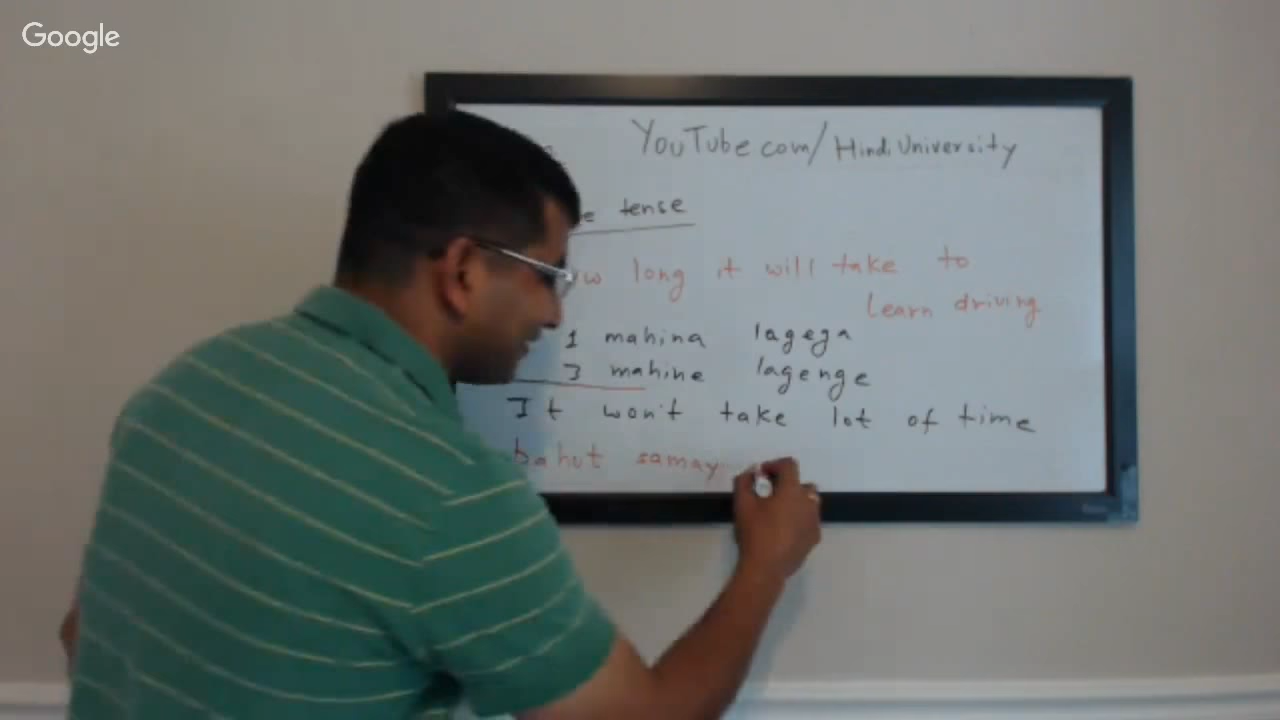 Google
YouTube.com/HindiUniversity
tense
long it will take to
learn driving
1 mahina lagega
3 mahine lagenge
It won't take lot of time
bahut samay